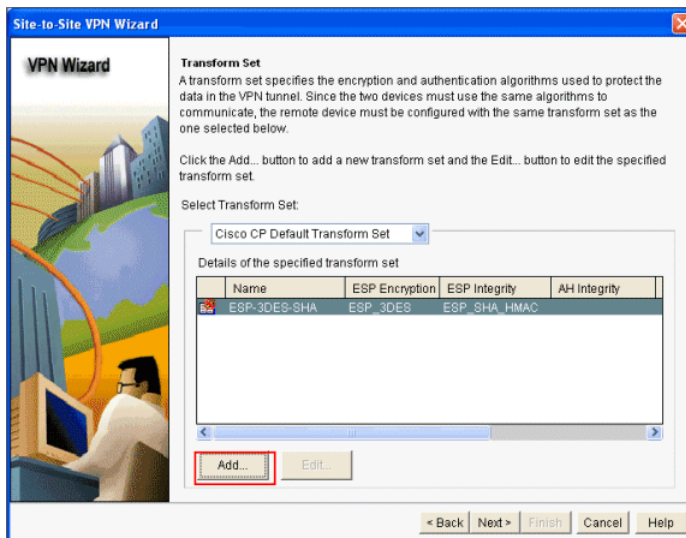 Site-to-Site VPN Wizard
VPN Wizard
Transform Set
A transform set specifies the encryption and authentication algorithms used to protect the
data in the VPN tunnel. Since the two devices must use the same algorithms to
communicate, the remote device must be configured with the same transform set as the
one selected below.
Click the Add... button to add a new transform set and the Edit... button to edit the specified
transform set.
Select Transform Set:
Cisco CP Default Transform Set
Details of the specified transform set
Name ESP Encryption ESP Integrity AH Integrity
ESP-3DES-SHA ESP_3DES ESP_SHA_HMAC
Add... Edit...
< Back Next > Finish Cancel Help